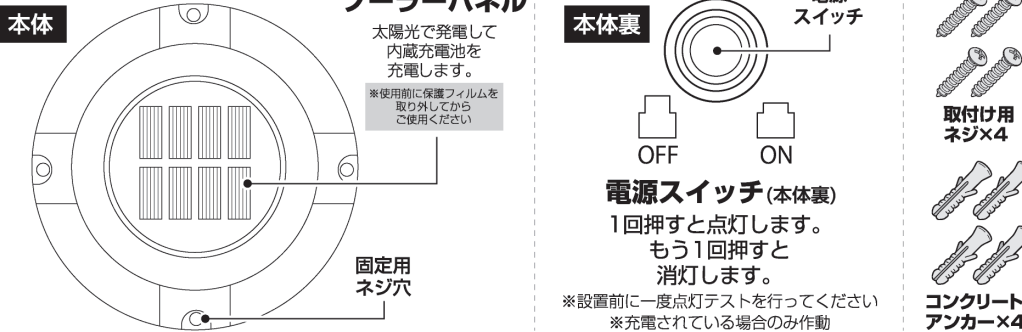 本体
ソーラーパネル
太陽光で発電して
内蔵充電池を
充電します。
※使用前に保護フィルムを
取り外してから
ご使用ください
固定用
ネジ穴
本体裏
電源
スイッチ
OFF
ON
電源スイッチ(本体裏)
1回押すと点灯します。
もう1回押すと
消灯します。
※設置前に一度点灯テストを行ってください
※充電されている場合のみ作動
取付け用
ネジ×4
コンクリート
アンカー×4